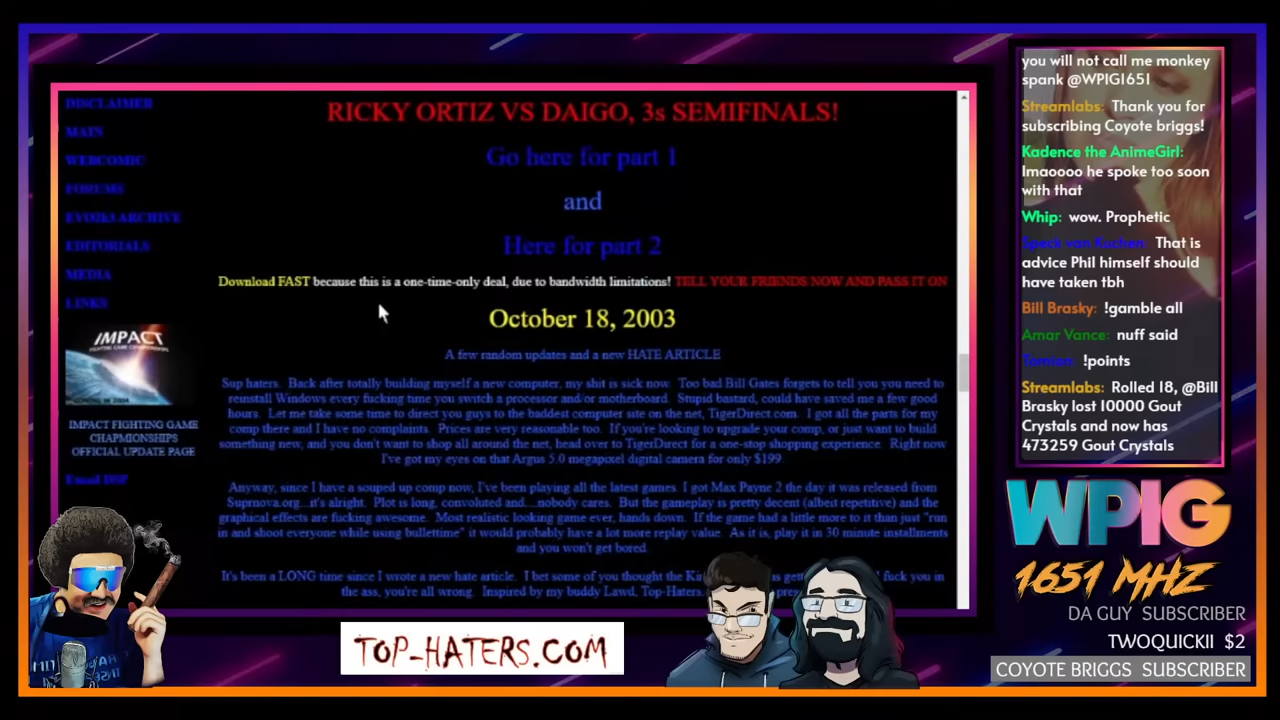 DISCLAIMER
MAIN
WEBCOMIC
FORUMS
EVO2K3 ARCHIVE
EDITORIALS
MEDIA
LINKS
IMPACT
IMPACT FIGHTING GAME
CHAPMIONSHIPS
OFFICIAL UPDATE PAGE
Email DSP
RICKY ORTIZ VS DAIGO, 3s SEMIFINALS!
Go here for part 1
and
Here for part 2
Download FAST because this is a one-time-only deal, due to bandwidth limitations! TELL YOUR FRIENDS NOW AND PASS IT ON
October 18, 2003
A few random updates and a new HATE ARTICLE
Sup haters. Back after totally building myself a new computer, my shit is sick now. Too bad Bill Gates forgets to tell you you need to
reinstall Windows every fucking time you switch a processor and/or motherboard. Stupid bastard, could have saved me a few good
hours. Let me take some time to direct you guys to the baddest computer site on the net, TigerDirect.com. I got all the parts for my
comp there and I have no complaints. Prices are very reasonable too. If you're looking to upgrade your comp, or just want to build
something new, and you don't want to shop all around the net, head over to TigerDirect for a one-stop shopping experience. Right now
I've got my eyes on that Argus 5.0 megapixel digital camera for only $199.
Anyway, since I have a souped up comp now, I've been playing all the latest games. I got Max Payne 2 the day it was released from
Suprnova.org...it's alright. Plot is long, convoluted and....nobody cares. But the gameplay is pretty decent (albeit repetitive) and the
graphical effects are fucking awesome. Most realistic looking game ever, hands down. If the game had a little more to it than just "run
in and shoot everyone while using bullettime" it would probably have a lot more replay value. As it is, play it in 30 minute installments
and you won't get bored.
It's been a LONG time since I wrote a new hate article. I bet some of you thought the fuck you in
the ass, you're all wrong. Inspired by my buddy Lawd, Top-Haters.
TOP-HATERS.COM
you will not call me monkey
spank @WPIG1651
Streamlabs: Thank you for
subscribing Coyote briggs!
Kadence the AnimeGirl:
lmaoooo he spoke too soon
with that
Whip: wow. Prophetic
Speck van Kuchen: That is
advice Phil himself should
have taken tbh
Bill Brasky: !gamble all
Amar Vance: nuff said
!points
Streamlabs: Rolled 18, @Bill
Brasky lost 10000 Gout
Crystals and now has
473259 Gout Crystals
WPIG
1651 MHZ
DA GUY SUBSCRIBER
TWOQUICKII $2
COYOTE BRIGGS SUBSCRIBER